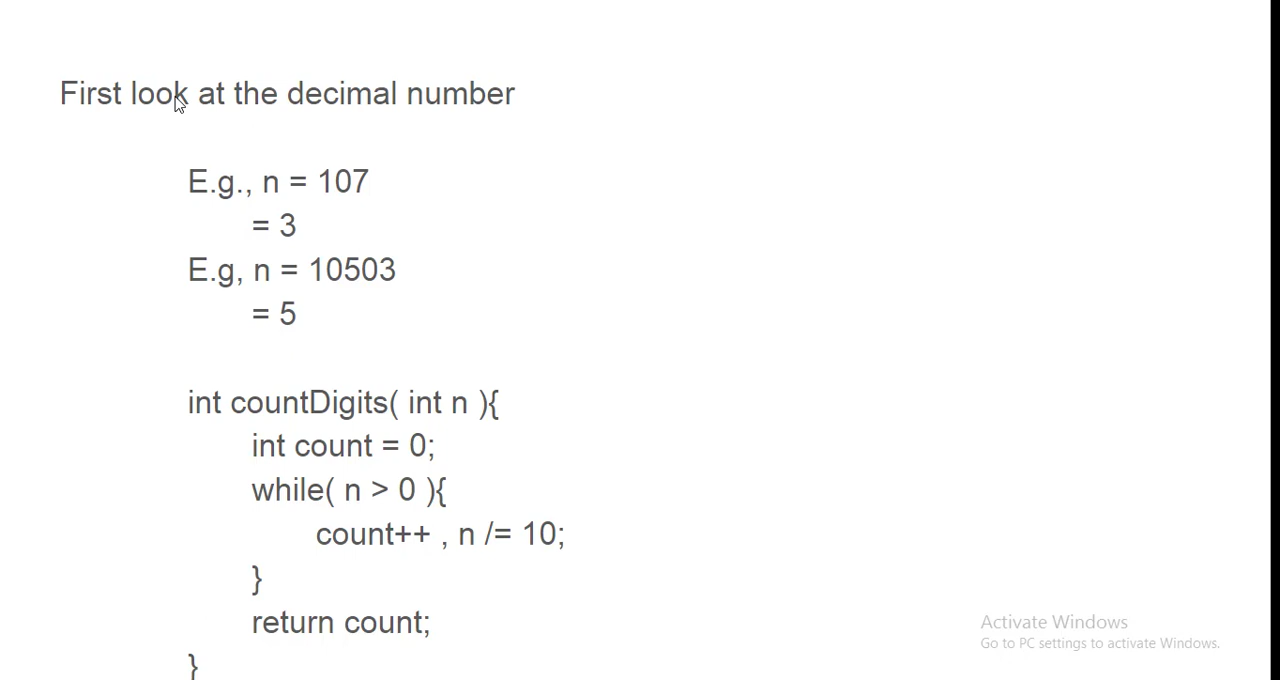 First look at the decimal number
E.g., n = 107
= 3
E.g, n = 10503
= 5
int countDigits( int n ){
int count = 0;
while( n > 0 ){
count++ , n /= 10;
}
return count;
}
Activate Windows
Go to PC settings to activate Windows.